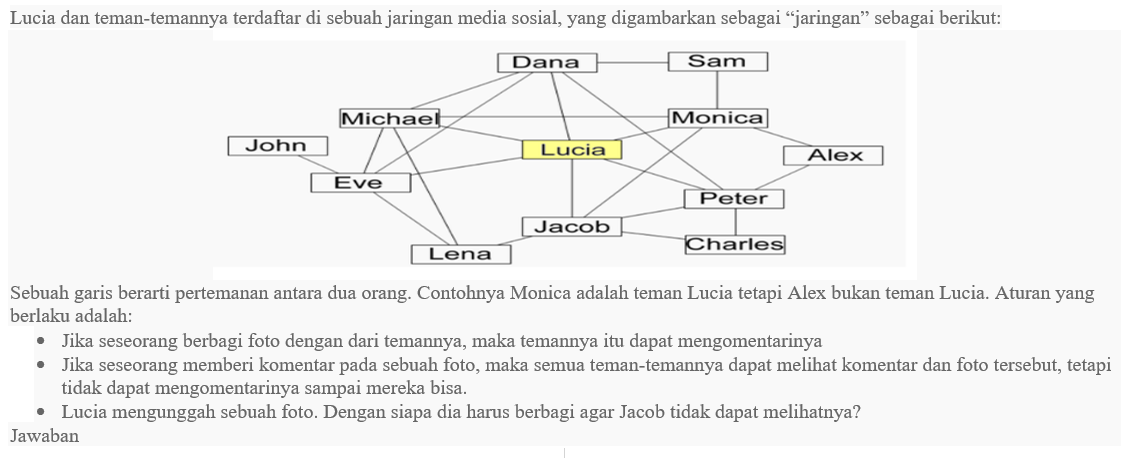 Lucia dan teman-temannya terdaftar di sebuah jaringan media sosial, yang digambarkan sebagai “jaringan” sebagai berikut:
Dana
Sam
Michael
Monica
John
Lucia
Alex
Eve
Peter
Jacob
Charles
Lena
Sebuah garis berarti pertemanan antara dua orang. Contohnya Monica adalah teman Lucia tetapi Alex bukan teman Lucia. Aturan yang
berlaku adalah:
• Jika seseorang berbagi foto dengan dari temannya, maka temannya itu dapat mengomentarinya
• Jika seseorang memberi komentar pada sebuah foto, maka semua teman-temannya dapat melihat komentar dan foto tersebut, tetapi
tidak dapat mengomentarinya sampai mereka bisa.
• Lucia mengunggah sebuah foto. Dengan siapa dia harus berbagi agar Jacob tidak dapat melihatnya?
Jawaban